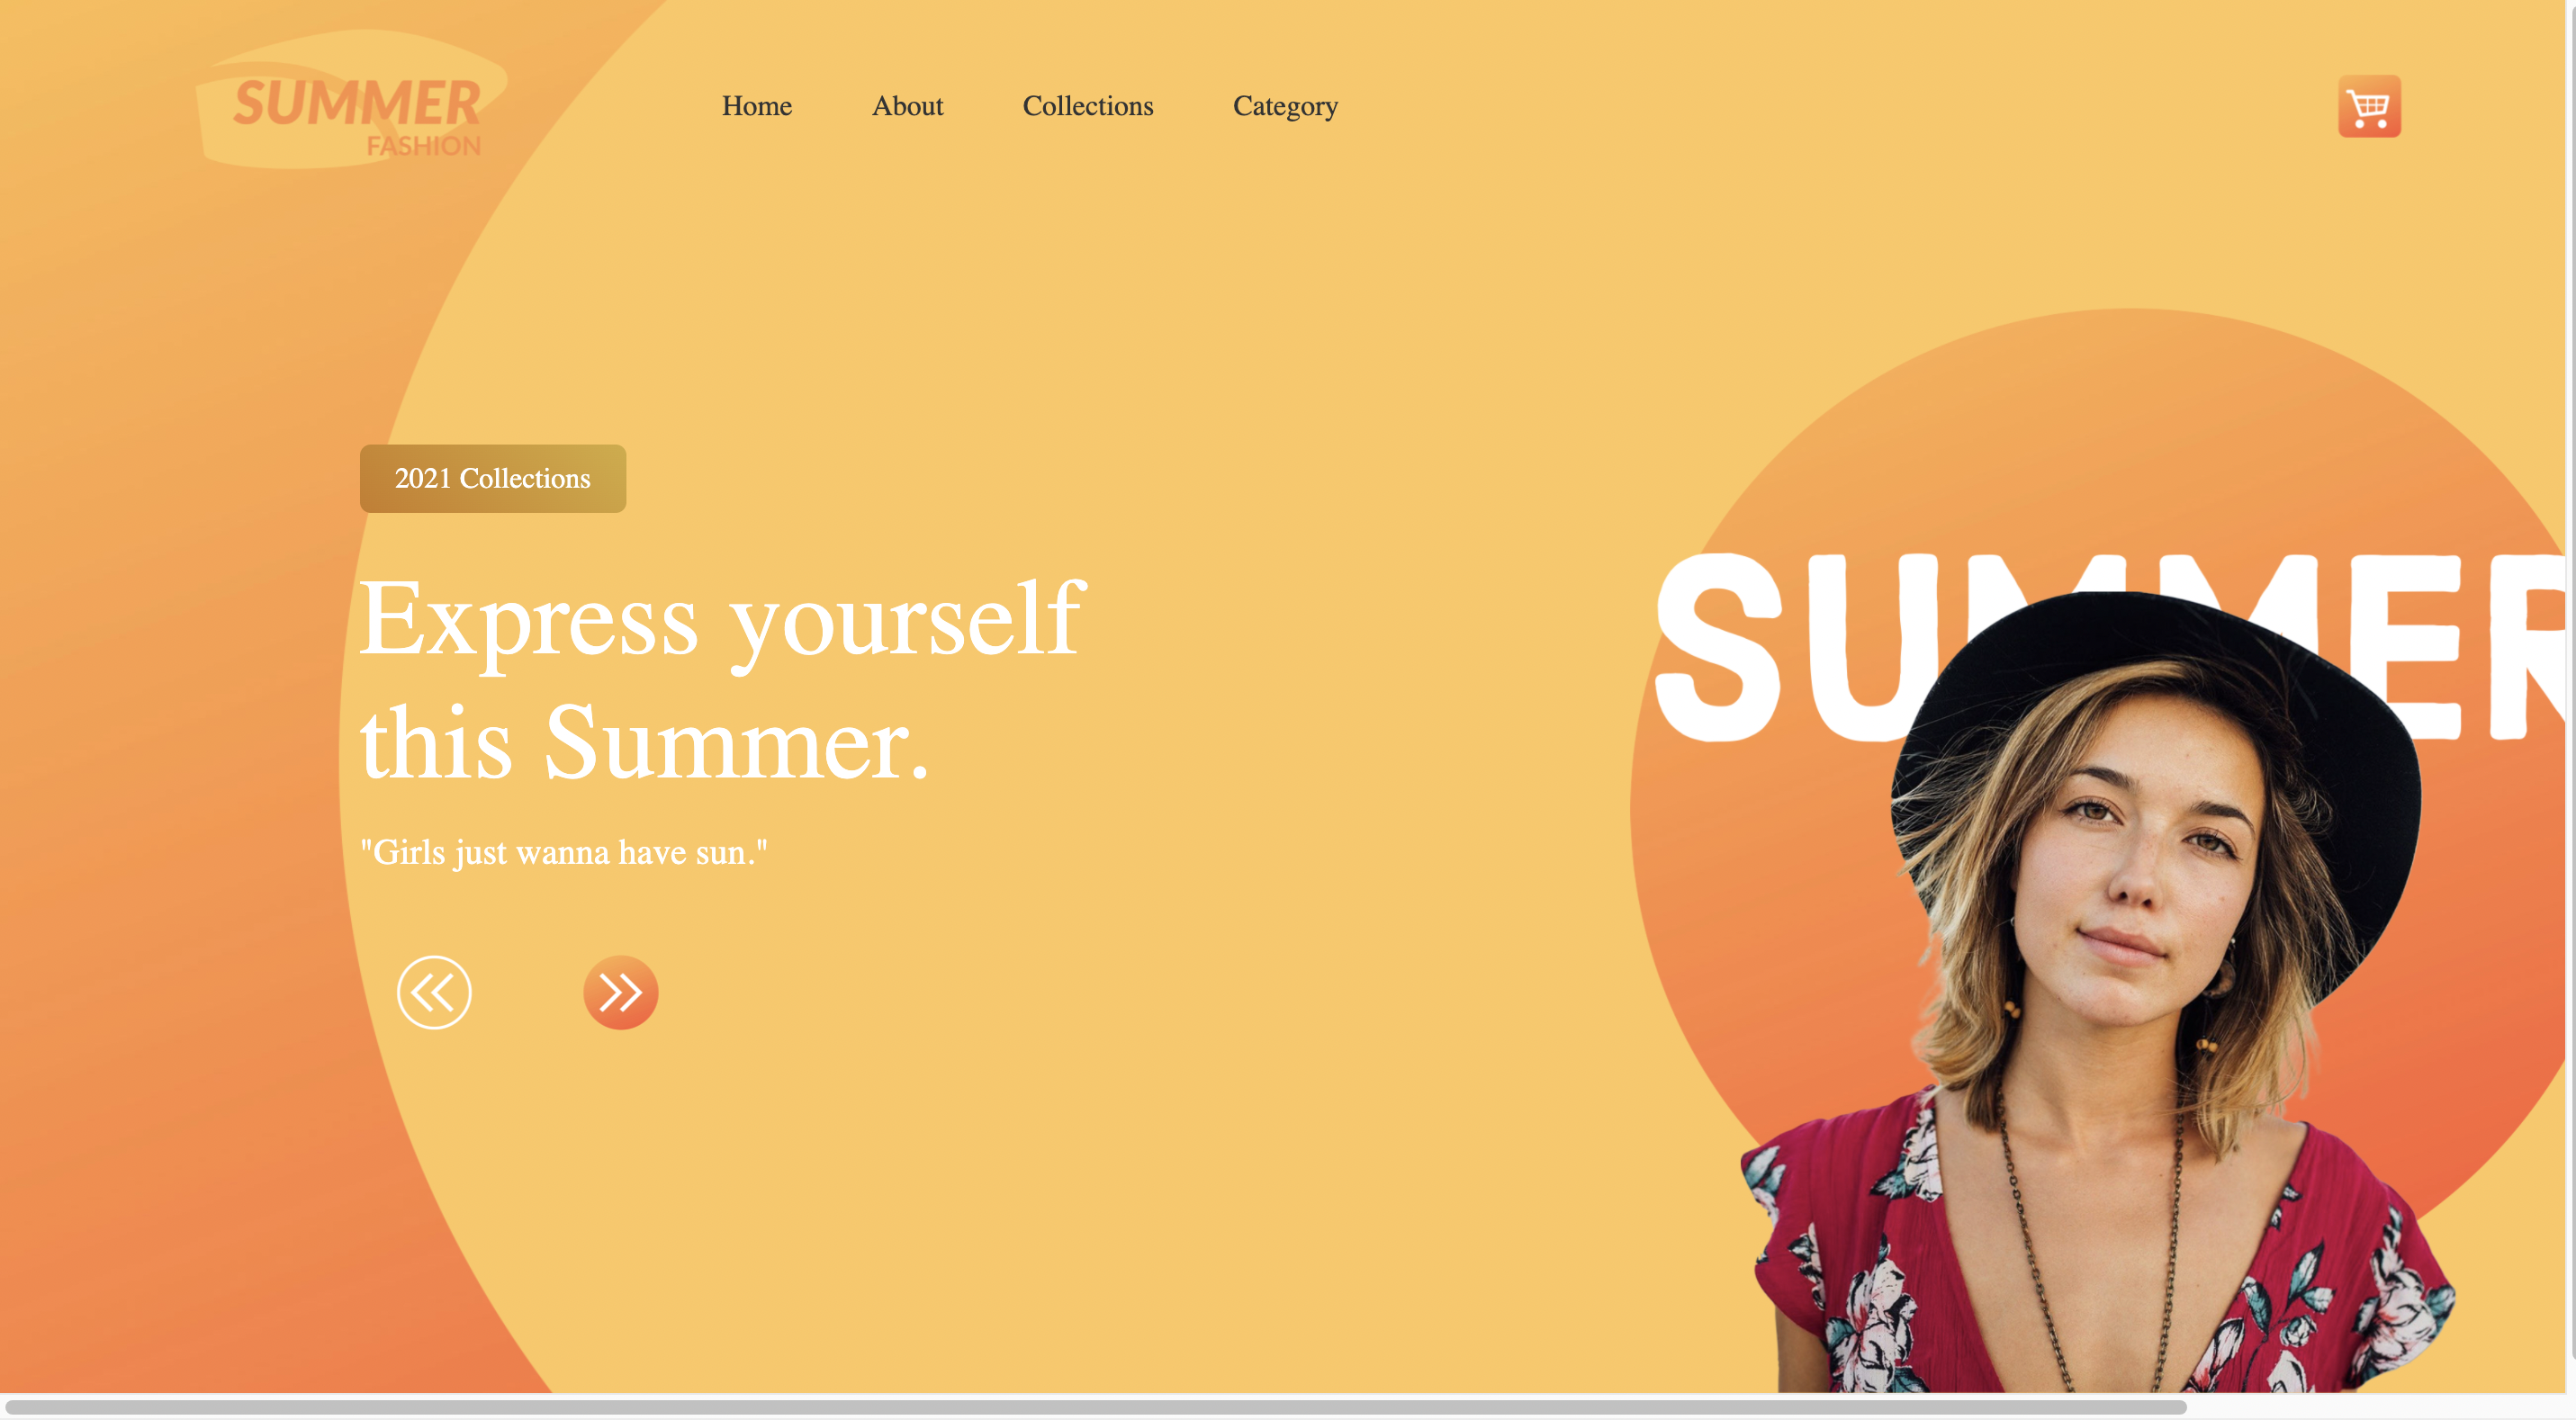 SUMMER
FASHION
Home About Collections Category
2021 Collections
SUMMER
Express yourself
this Summer.
"Girls just wanna have sun."